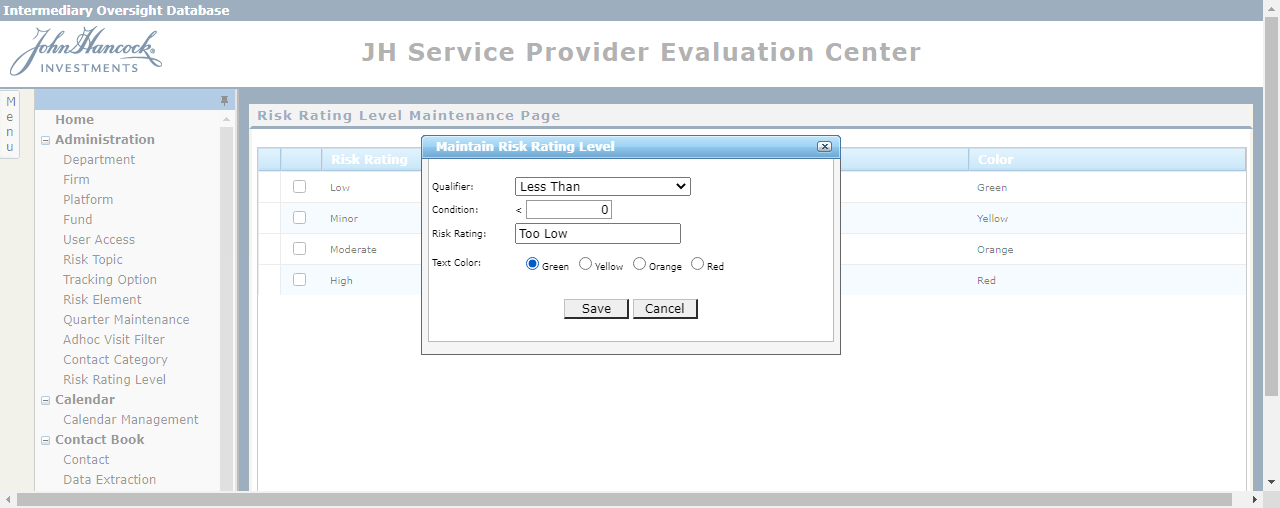 Intermediary Oversight Database
John Hancock
INVESTMENTS
JH Service Provider Evaluation Center
Menu
Home
Administration
Department
Firm
Platform
Fund
User Access
Risk Topic
Tracking Option
Risk Element
Quarter Maintenance
Adhoc Visit Filter
Contact Category
Risk Rating Level
Calendar
Calendar Management
Contact Book
Contact
Data Extraction
Risk Rating Level Maintenance Page
Risk Rating Color
Low Green
Minor Yellow
Moderate Orange
High Red
Maintain Risk Rating Level
Qualifier: Less Than
Condition: < 0
Risk Rating: Too Low
Text Color: Green Yellow Orange Red
Save Cancel